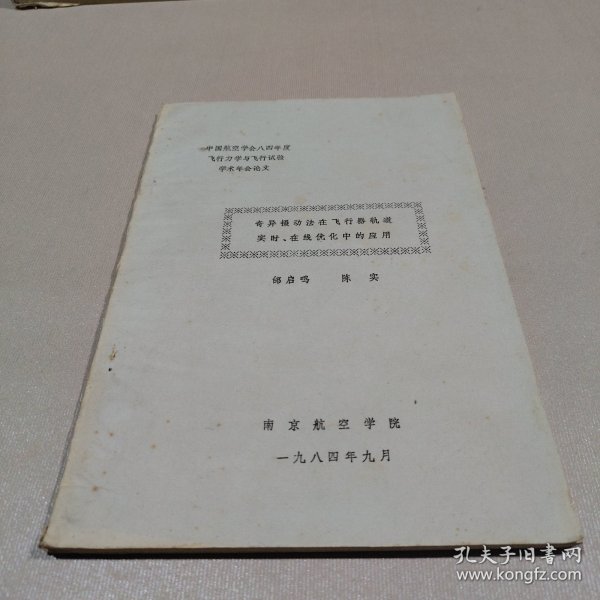 中国航空学会八四年度
飞行力学与飞行试验
学术年会论文
奇异摄动法在飞行器轨道
实时、在线优化中的应用
邰启鸣 陈实
南京航空学院
一九八四年九月
孔夫子旧书网
www.kongfz.com